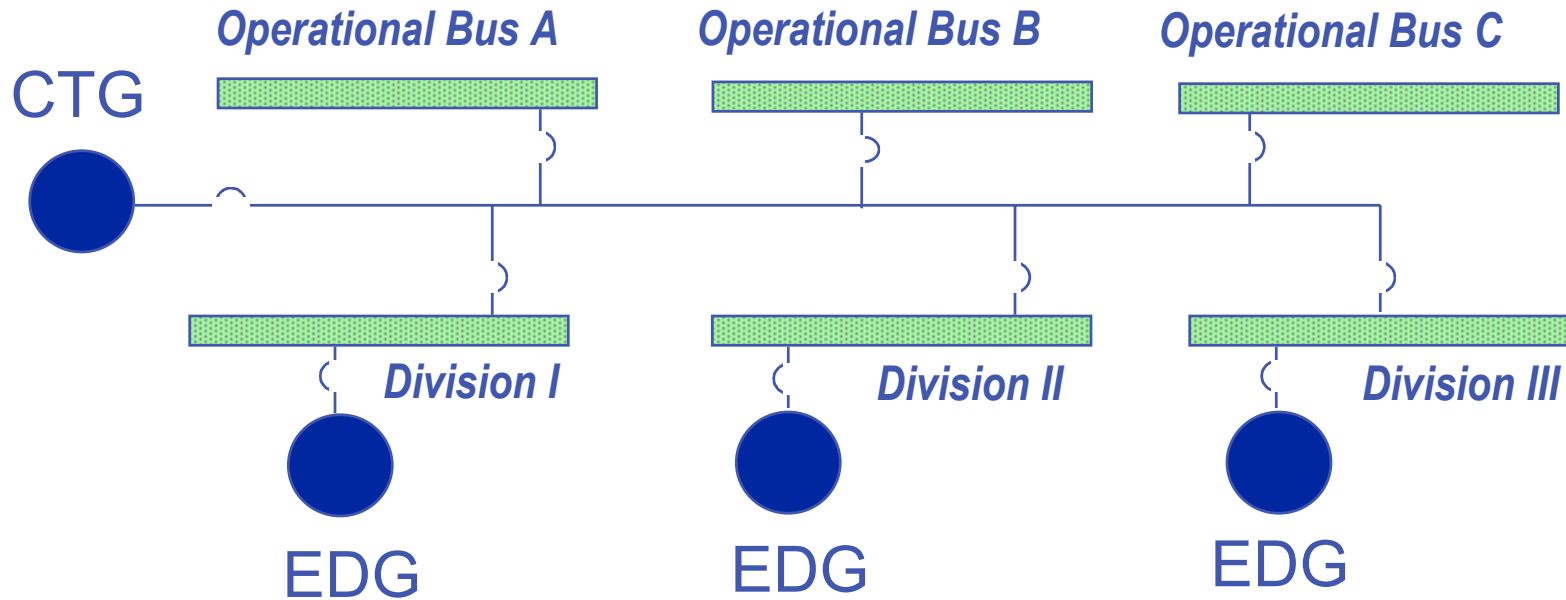 Operational Bus A
Operational Bus B
Operational Bus C
CTG
Division I
Division II
Division III
EDG
EDG
EDG